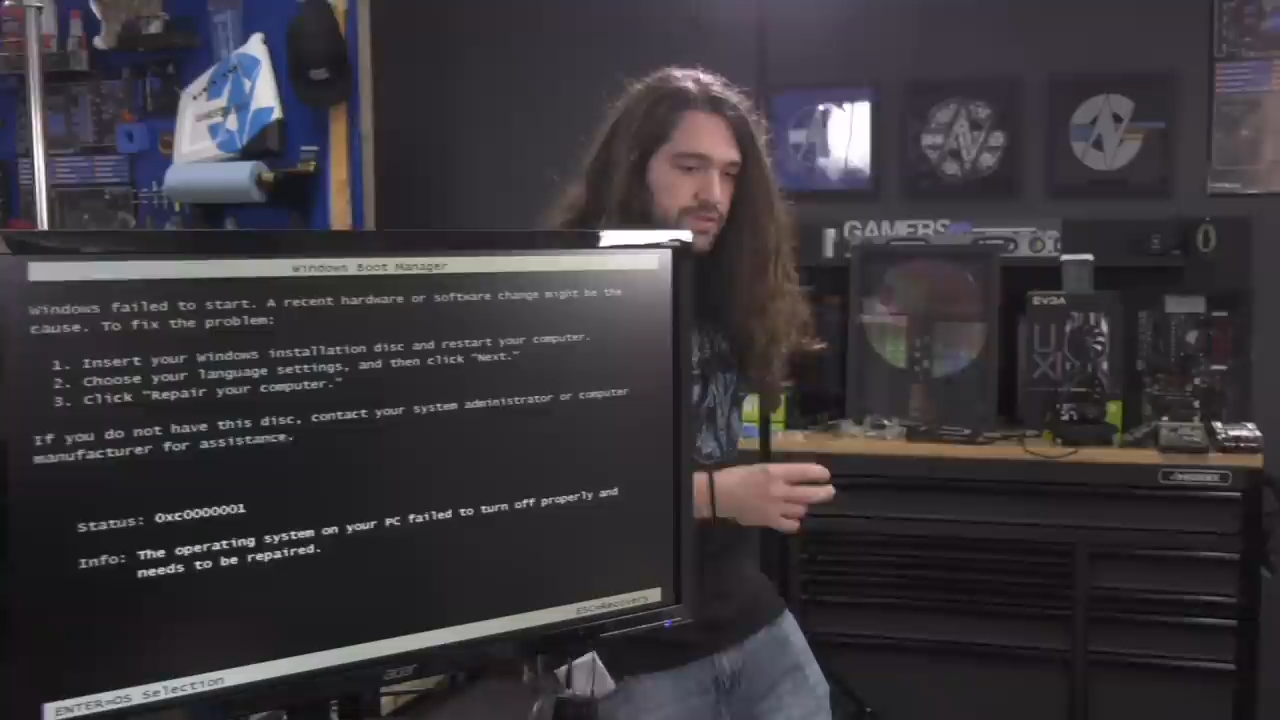 GAMERS
Windows Boot Manager
Windows failed to start. A recent hardware or software change might be the
cause. To fix the problem:
1. Insert your Windows installation disc and restart your computer.
2. Choose your language settings, and then click "Next."
3. Click "Repair your computer."
If you do not have this disc, contact your system administrator or computer
manufacturer for assistance.
Status: 0xc0000001
Info: The operating system on your PC failed to turn off properly and
needs to be repaired.
ENTER=OS Selection
ESC=Recovery
acer
EVGA